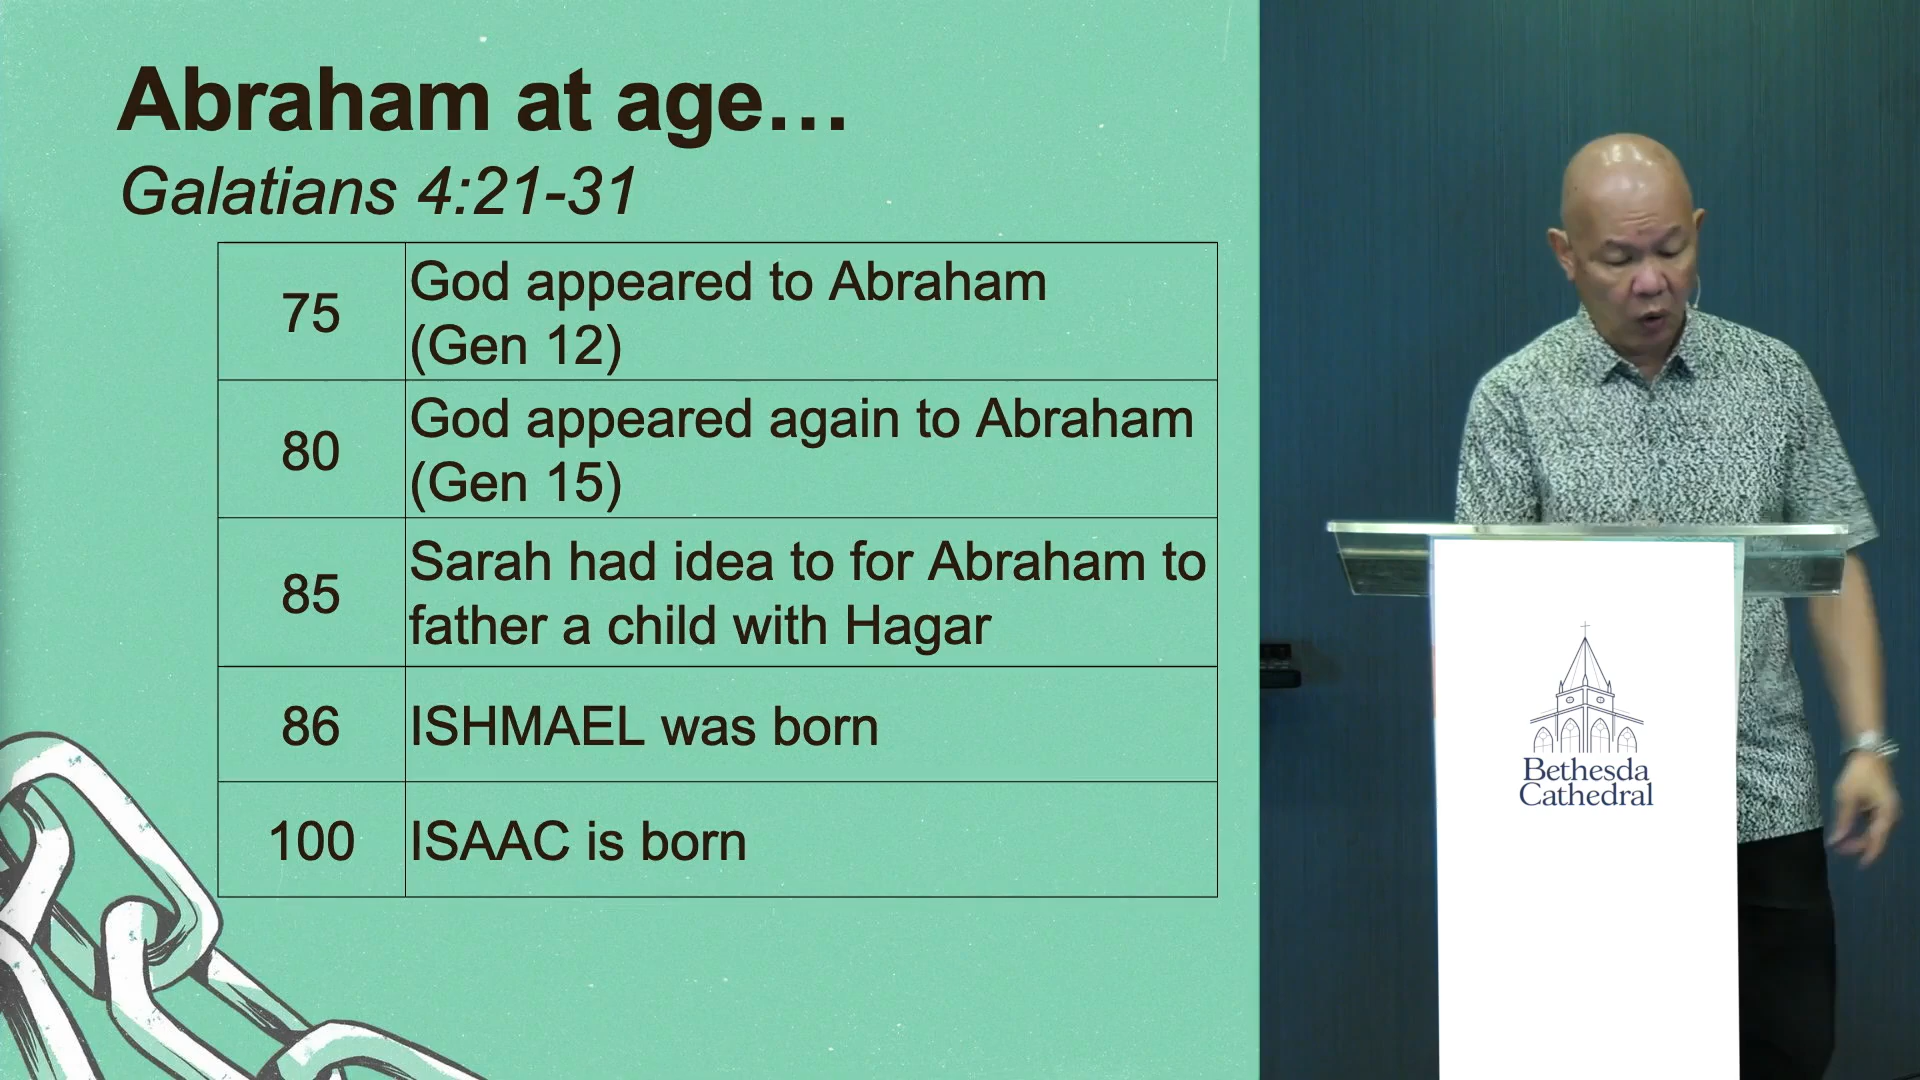 Abraham at age…
Galatians 4:21-31
75
God appeared to Abraham
(Gen 12)
80
God appeared again to Abraham
(Gen 15)
85
Sarah had idea to for Abraham to
father a child with Hagar
86
ISHMAEL was born
100
ISAAC is born
Bethesda
Cathedral